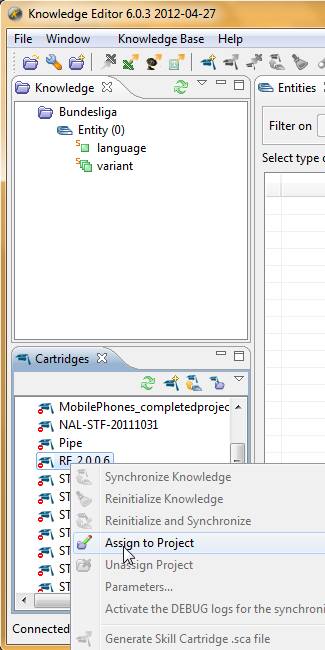 Knowledge Editor 6.0.3 2012-04-27
File Window Knowledge Base Help
Knowledge
Bundesliga
Entity (0)
language
variant
Entities
Filter on
Select type
Cartridges
MobilePhones_completedprojec
NAL-STF-20111031
Pipe
RF_2.0.0.6
ST
ST
ST
ST
ST
ST
Synchronize Knowledge
Reinitialize Knowledge
Reinitialize and Synchronize
Assign to Project
Unassign Project
Parameters...
Activate the DEBUG logs for the synchroni
Generate Skill Cartridge .sca file
Connected